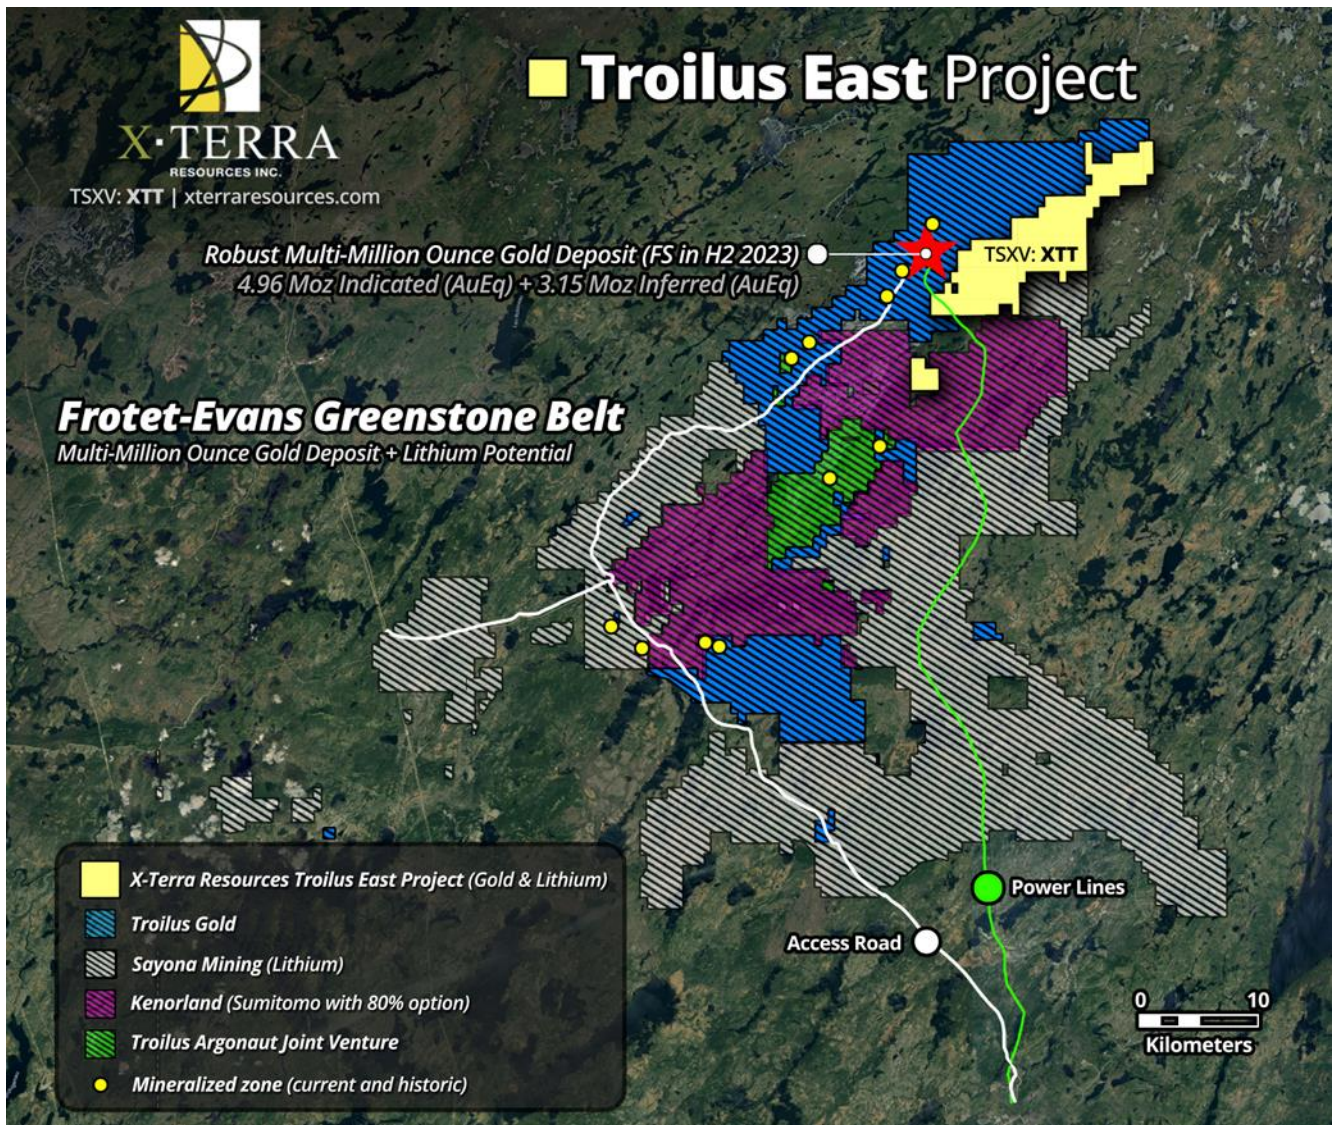 X·TERRA
RESOURCES INC.
TSXV: XTT | xterraresources.com
Troilus East Project
Robust Multi-Million Ounce Gold Deposit (FS in H2 2023)
4.96 Moz Indicated (AuEq) + 3.15 Moz Inferred (AuEq)
TSXV: XTT
Frotet-Evans Greenstone Belt
Multi-Million Ounce Gold Deposit + Lithium Potential
X-Terra Resources Troilus East Project (Gold & Lithium)
Troilus Gold
Sayona Mining (Lithium)
Kenorland (Sumitomo with 80% option)
Troilus Argonaut Joint Venture
Mineralized zone (current and historic)
Power Lines
Access Road
0 10
Kilometers